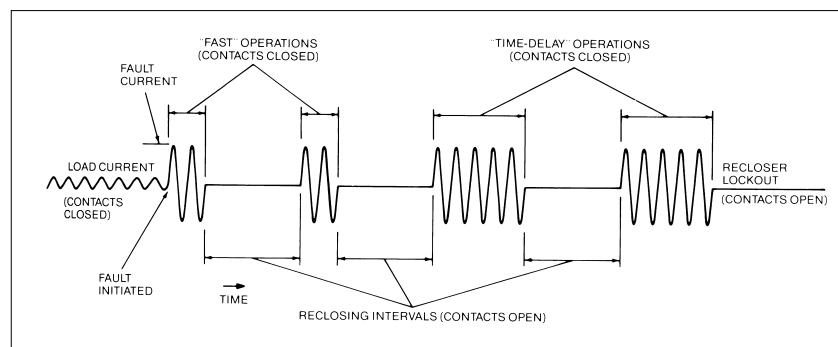 "FAST" OPERATIONS
(CONTACTS CLOSED)
"TIME-DELAY" OPERATIONS
(CONTACTS CLOSED)
FAULT
CURRENT
LOAD CURRENT
(CONTACTS
CLOSED)
RECLOSER
LOCKOUT
(CONTACTS OPEN)
FAULT
INITIATED
TIME
RECLOSING INTERVALS (CONTACTS OPEN)